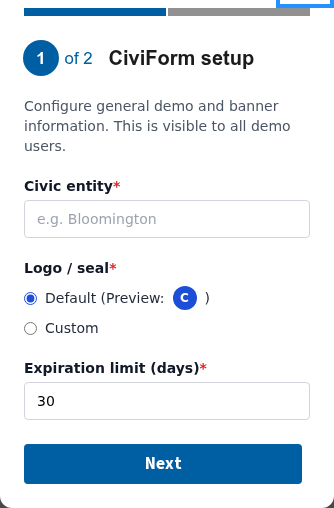 1 of 2 CiviForm setup
Configure general demo and banner
information. This is visible to all demo
users.
Civic entity*
e.g. Bloomington
Logo / seal*
Default (Preview: C )
Custom
Expiration limit (days)*
30
Next